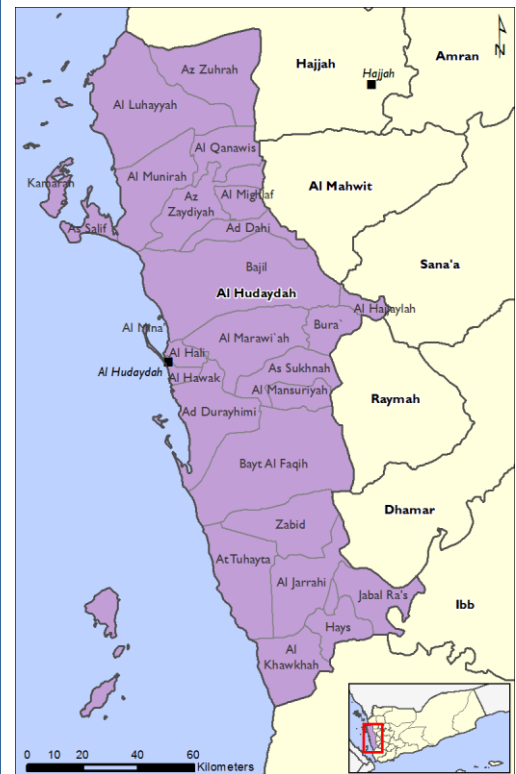 N
Az Zuhrah
Hajjah
Hajjah
Amran
Al Luhayyah
Al Qanawis
Al Munirah
Kamaran
Al Mighlaf
Az
Zaydiyah
Al Mahwit
As Salif
Ad Dahi
Bajil
Sana'a
Al Hudaydah
Al Hajjaylah
Al Mina'
Bura`
Al Marawi`ah
Al Hali
Al Hudaydah
As Sukhnah
Al Hawak
Al Mansuriyah
Raymah
Ad Durayhimi
Bayt Al Faqih
Dhamar
Zabid
At Tuhayta
Al Jarrahi
Jabal Ra's
Ibb
Hays
Al
Khawkhah
0 10 20 40 60
Kilometers